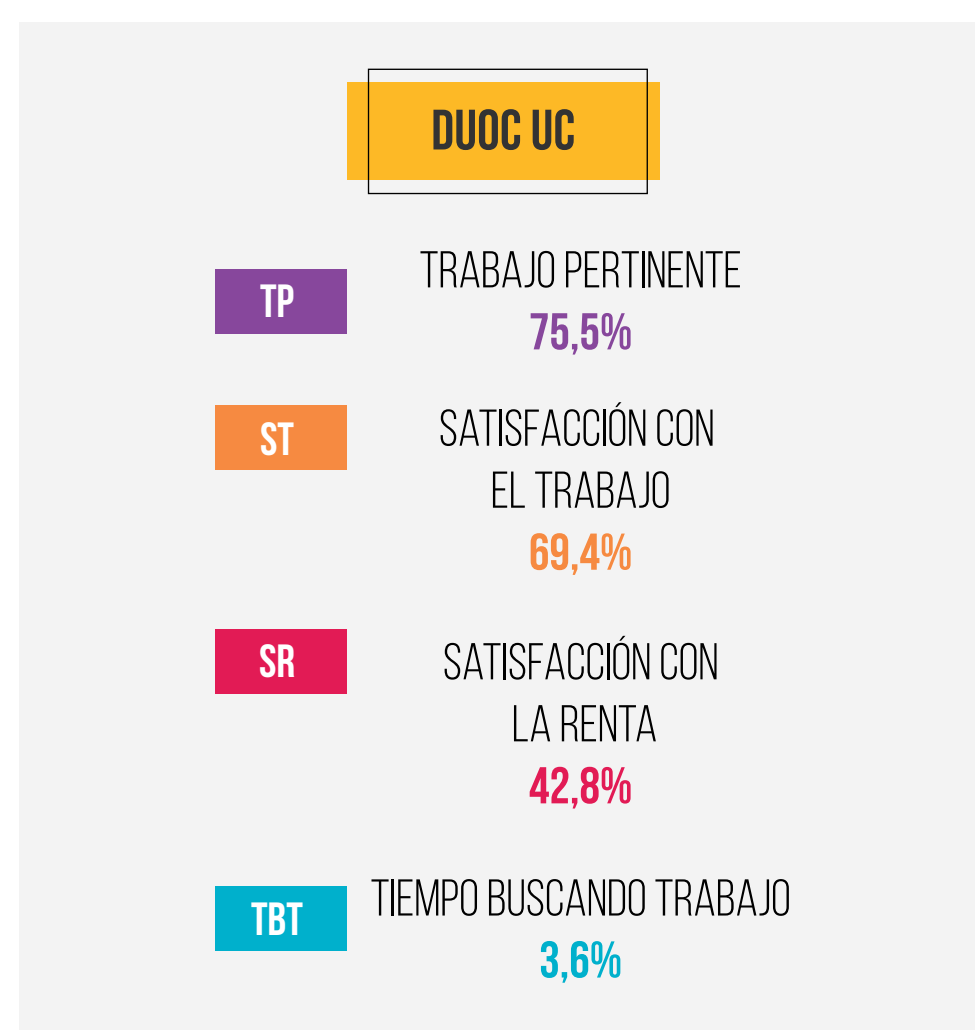 DUOC UC
TP
TRABAJO PERTINENTE
75,5%
ST
SATISFACCIÓN CON
EL TRABAJO
69,4%
SR
SATISFACCIÓN CON
LA RENTA
42,8%
TBT
TIEMPO BUSCANDO TRABAJO
3,6%